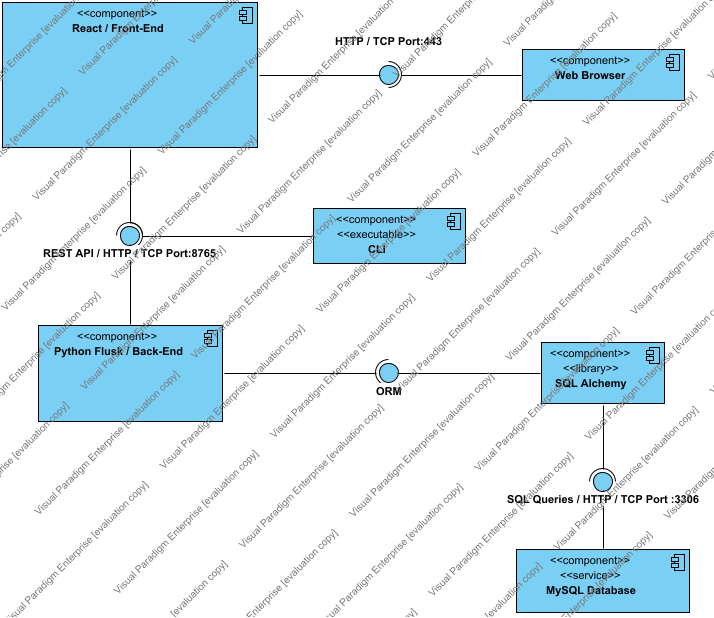 <<component>>
React / Front-End
HTTP / TCP Port:443
<<component>>
Web Browser
<<component>>
<<executable>>
CLI
REST API / HTTP / TCP Port:8765
<<component>>
Python Flusk / Back-End
ORM
<<component>>
<<library>>
SQL Alchemy
SQL Queries / HTTP / TCP Port :3306
<<component>>
<<service>>
MySQL Database
Visual Paradigm Enterprise [evaluation copy]